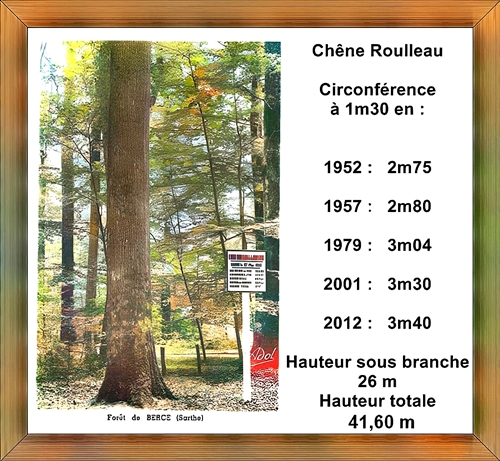 Chêne Roulleau
Circonférence
à 1m30 en :
1952 : 2m75
1957 : 2m80
1979 : 3m04
2001 : 3m30
2012 : 3m40
Hauteur sous branche
26 m
Hauteur totale
41,60 m
Forêt de BERCE (Sarthe)
Dol